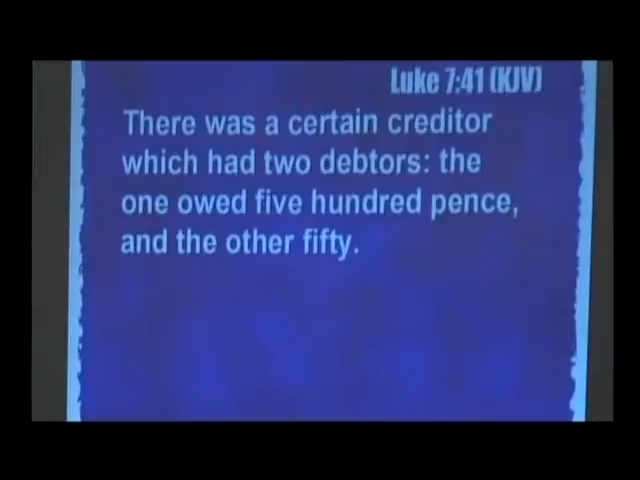 Luke 7:41 (KJV)
There was a certain creditor
which had two debtors: the
one owed five hundred pence,
and the other fifty.